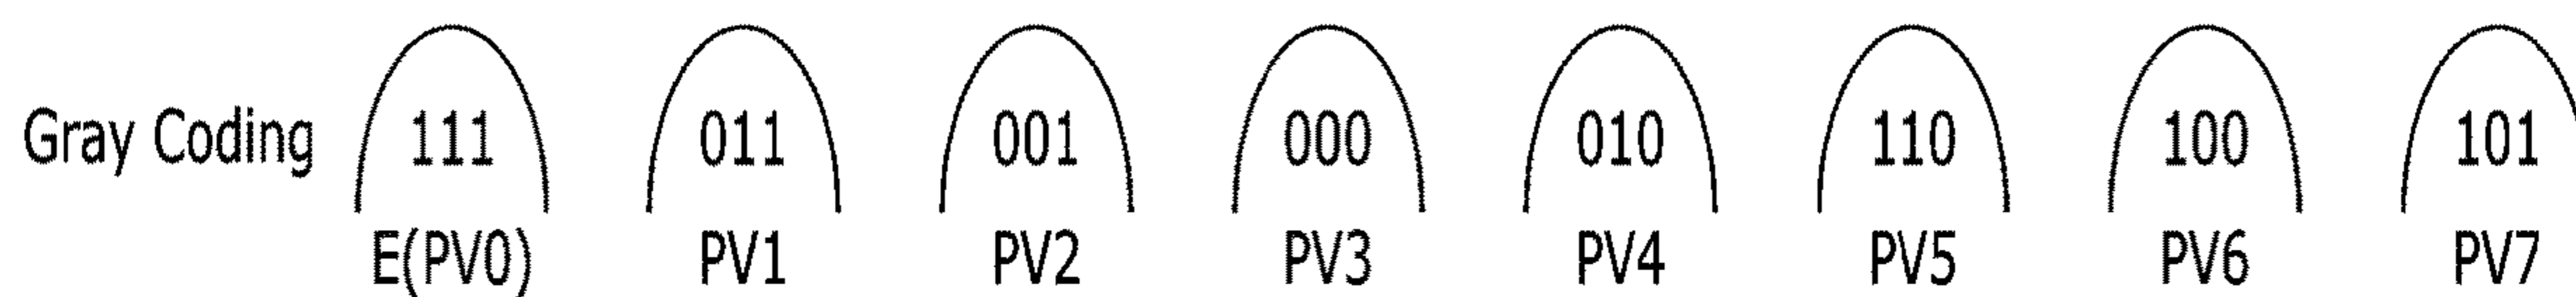 Gray Coding 111 011 001 000 010 110 100 101
E(PV0) PV1 PV2 PV3 PV4 PV5 PV6 PV7